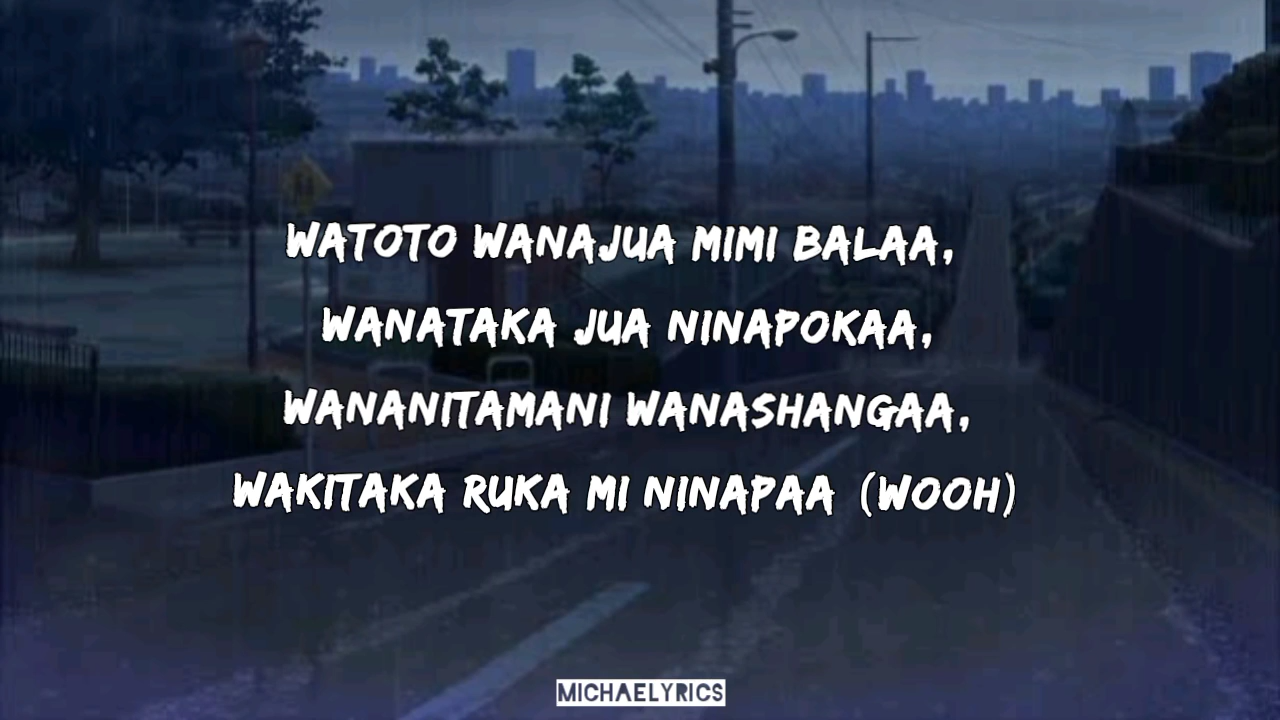 WATOTO WANAJUA MIMI BALAA,
WANATAKA JUA NINAPOKAA,
WANANITAMANI WANASHANGAA,
WAKITAKA RUKA MI NINAPAA (WOOH)
MICHAELYRICS